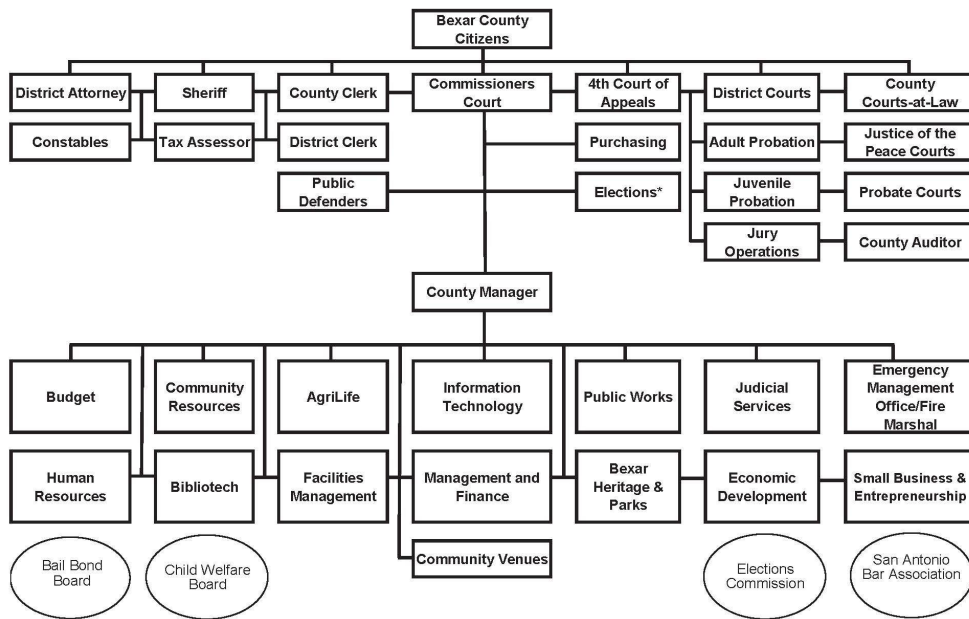 Bexar County
Citizens
District Attorney
Sheriff
County Clerk
Commissioners
Court
4th Court of
Appeals
District Courts
County
Courts-at-Law
Constables
Tax Assessor
District Clerk
Purchasing
Adult Probation
Justice of the
Peace Courts
Public
Defenders
Elections*
Juvenile
Probation
Probate Courts
Jury
Operations
County Auditor
County Manager
Budget
Community
Resources
AgriLife
Information
Technology
Public Works
Judicial
Services
Emergency
Management
Office/Fire
Marshal
Human
Resources
Bibliotech
Facilities
Management
Management and
Finance
Bexar
Heritage &
Parks
Economic
Development
Small Business &
Entrepreneurship
Bail Bond
Board
Child Welfare
Board
Community Venues
Elections
Commission
San Antonio
Bar Association